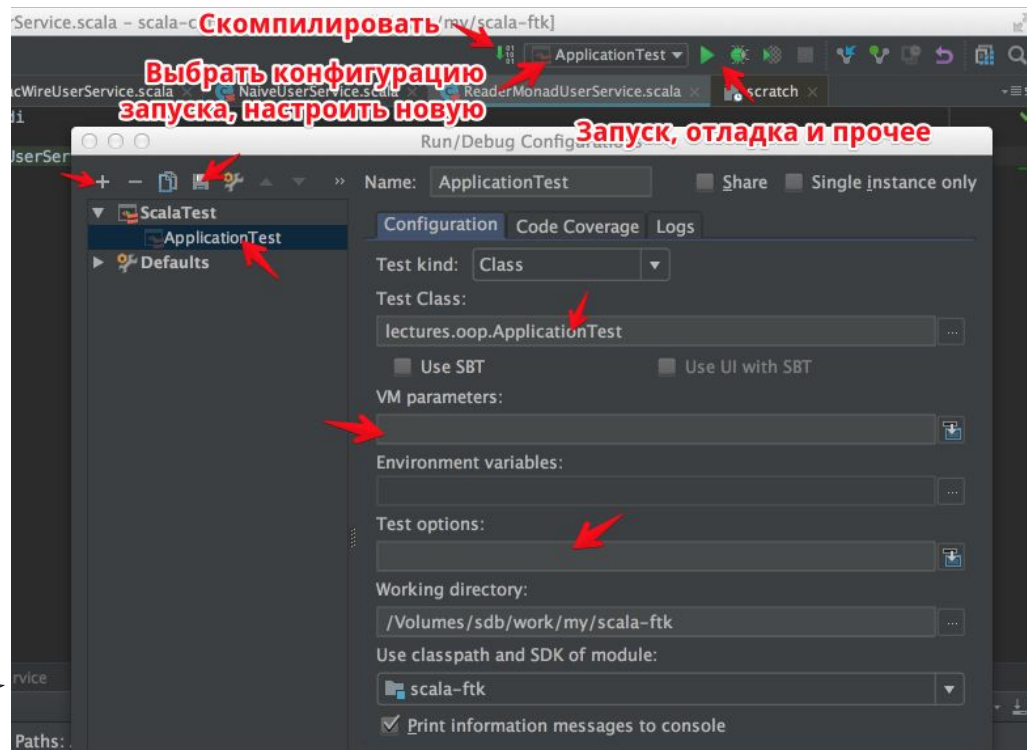 Service.scala - scala-c
Скомпилировать
/my/scala-ftk]
ApplicationTest
Выбрать конфигурацию
запуска, настроить новую
acWireUserService.scala
NaiveUserService.scala
ReaderMonadUserService.scala
scratch
Запуск, отладка и прочее
di
UserSer
Run/Debug Configurations
Name: ApplicationTest
Share
Single instance only
ScalaTest
ApplicationTest
Defaults
Configuration
Code Coverage
Logs
Test kind: Class
Test Class:
lectures.oop.ApplicationTest
Use SBT
Use UI with SBT
VM parameters:
Environment variables:
Test options:
Working directory:
/Volumes/sdb/work/my/scala-ftk
Use classpath and SDK of module:
scala-ftk
Print information messages to console
rvice
Paths: